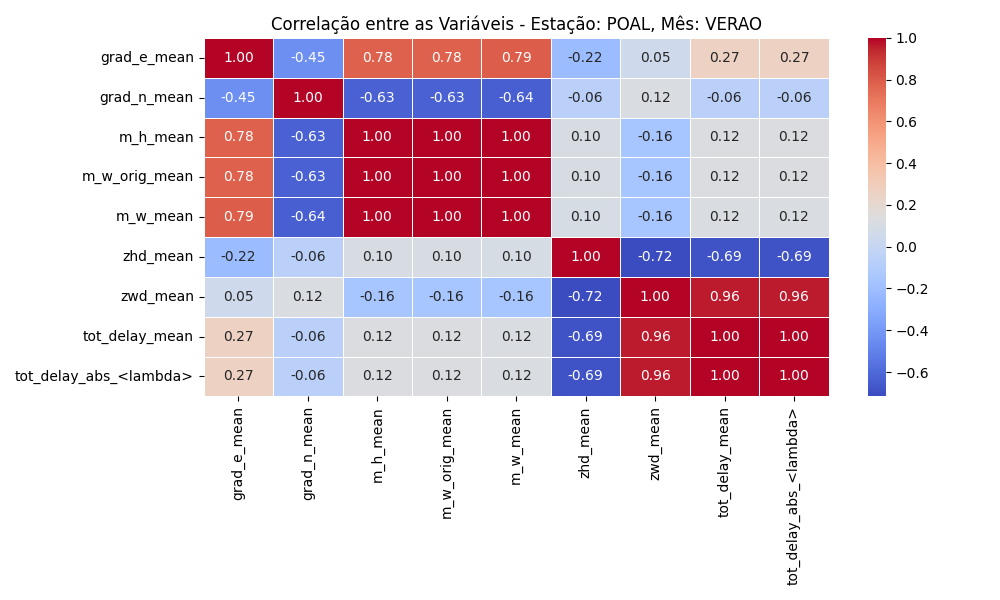 Correlação entre as Variáveis - Estação: POAL, Mês: VERAO
grad_e_mean 1.00 -0.45 0.78 0.78 0.79 -0.22 0.05 0.27 0.27
grad_n_mean -0.45 1.00 -0.63 -0.63 -0.64 -0.06 0.12 -0.06 -0.06
m_h_mean 0.78 -0.63 1.00 1.00 1.00 0.10 -0.16 0.12 0.12
m_w_orig_mean 0.78 -0.63 1.00 1.00 1.00 0.10 -0.16 0.12 0.12
m_w_mean 0.79 -0.64 1.00 1.00 1.00 0.10 -0.16 0.12 0.12
zhd_mean -0.22 -0.06 0.10 0.10 0.10 1.00 -0.72 -0.69 -0.69
zwd_mean 0.05 0.12 -0.16 -0.16 -0.16 -0.72 1.00 0.96 0.96
tot_delay_mean 0.27 -0.06 0.12 0.12 0.12 -0.69 0.96 1.00 1.00
tot_delay_abs_<lambda> 0.27 -0.06 0.12 0.12 0.12 -0.69 0.96 1.00 1.00
grad_e_mean
grad_n_mean
m_h_mean
m_w_orig_mean
m_w_mean
zhd_mean
zwd_mean
tot_delay_mean
tot_delay_abs_<lambda>
1.0
0.8
0.6
0.4
0.2
0.0
−0.2
−0.4
−0.6